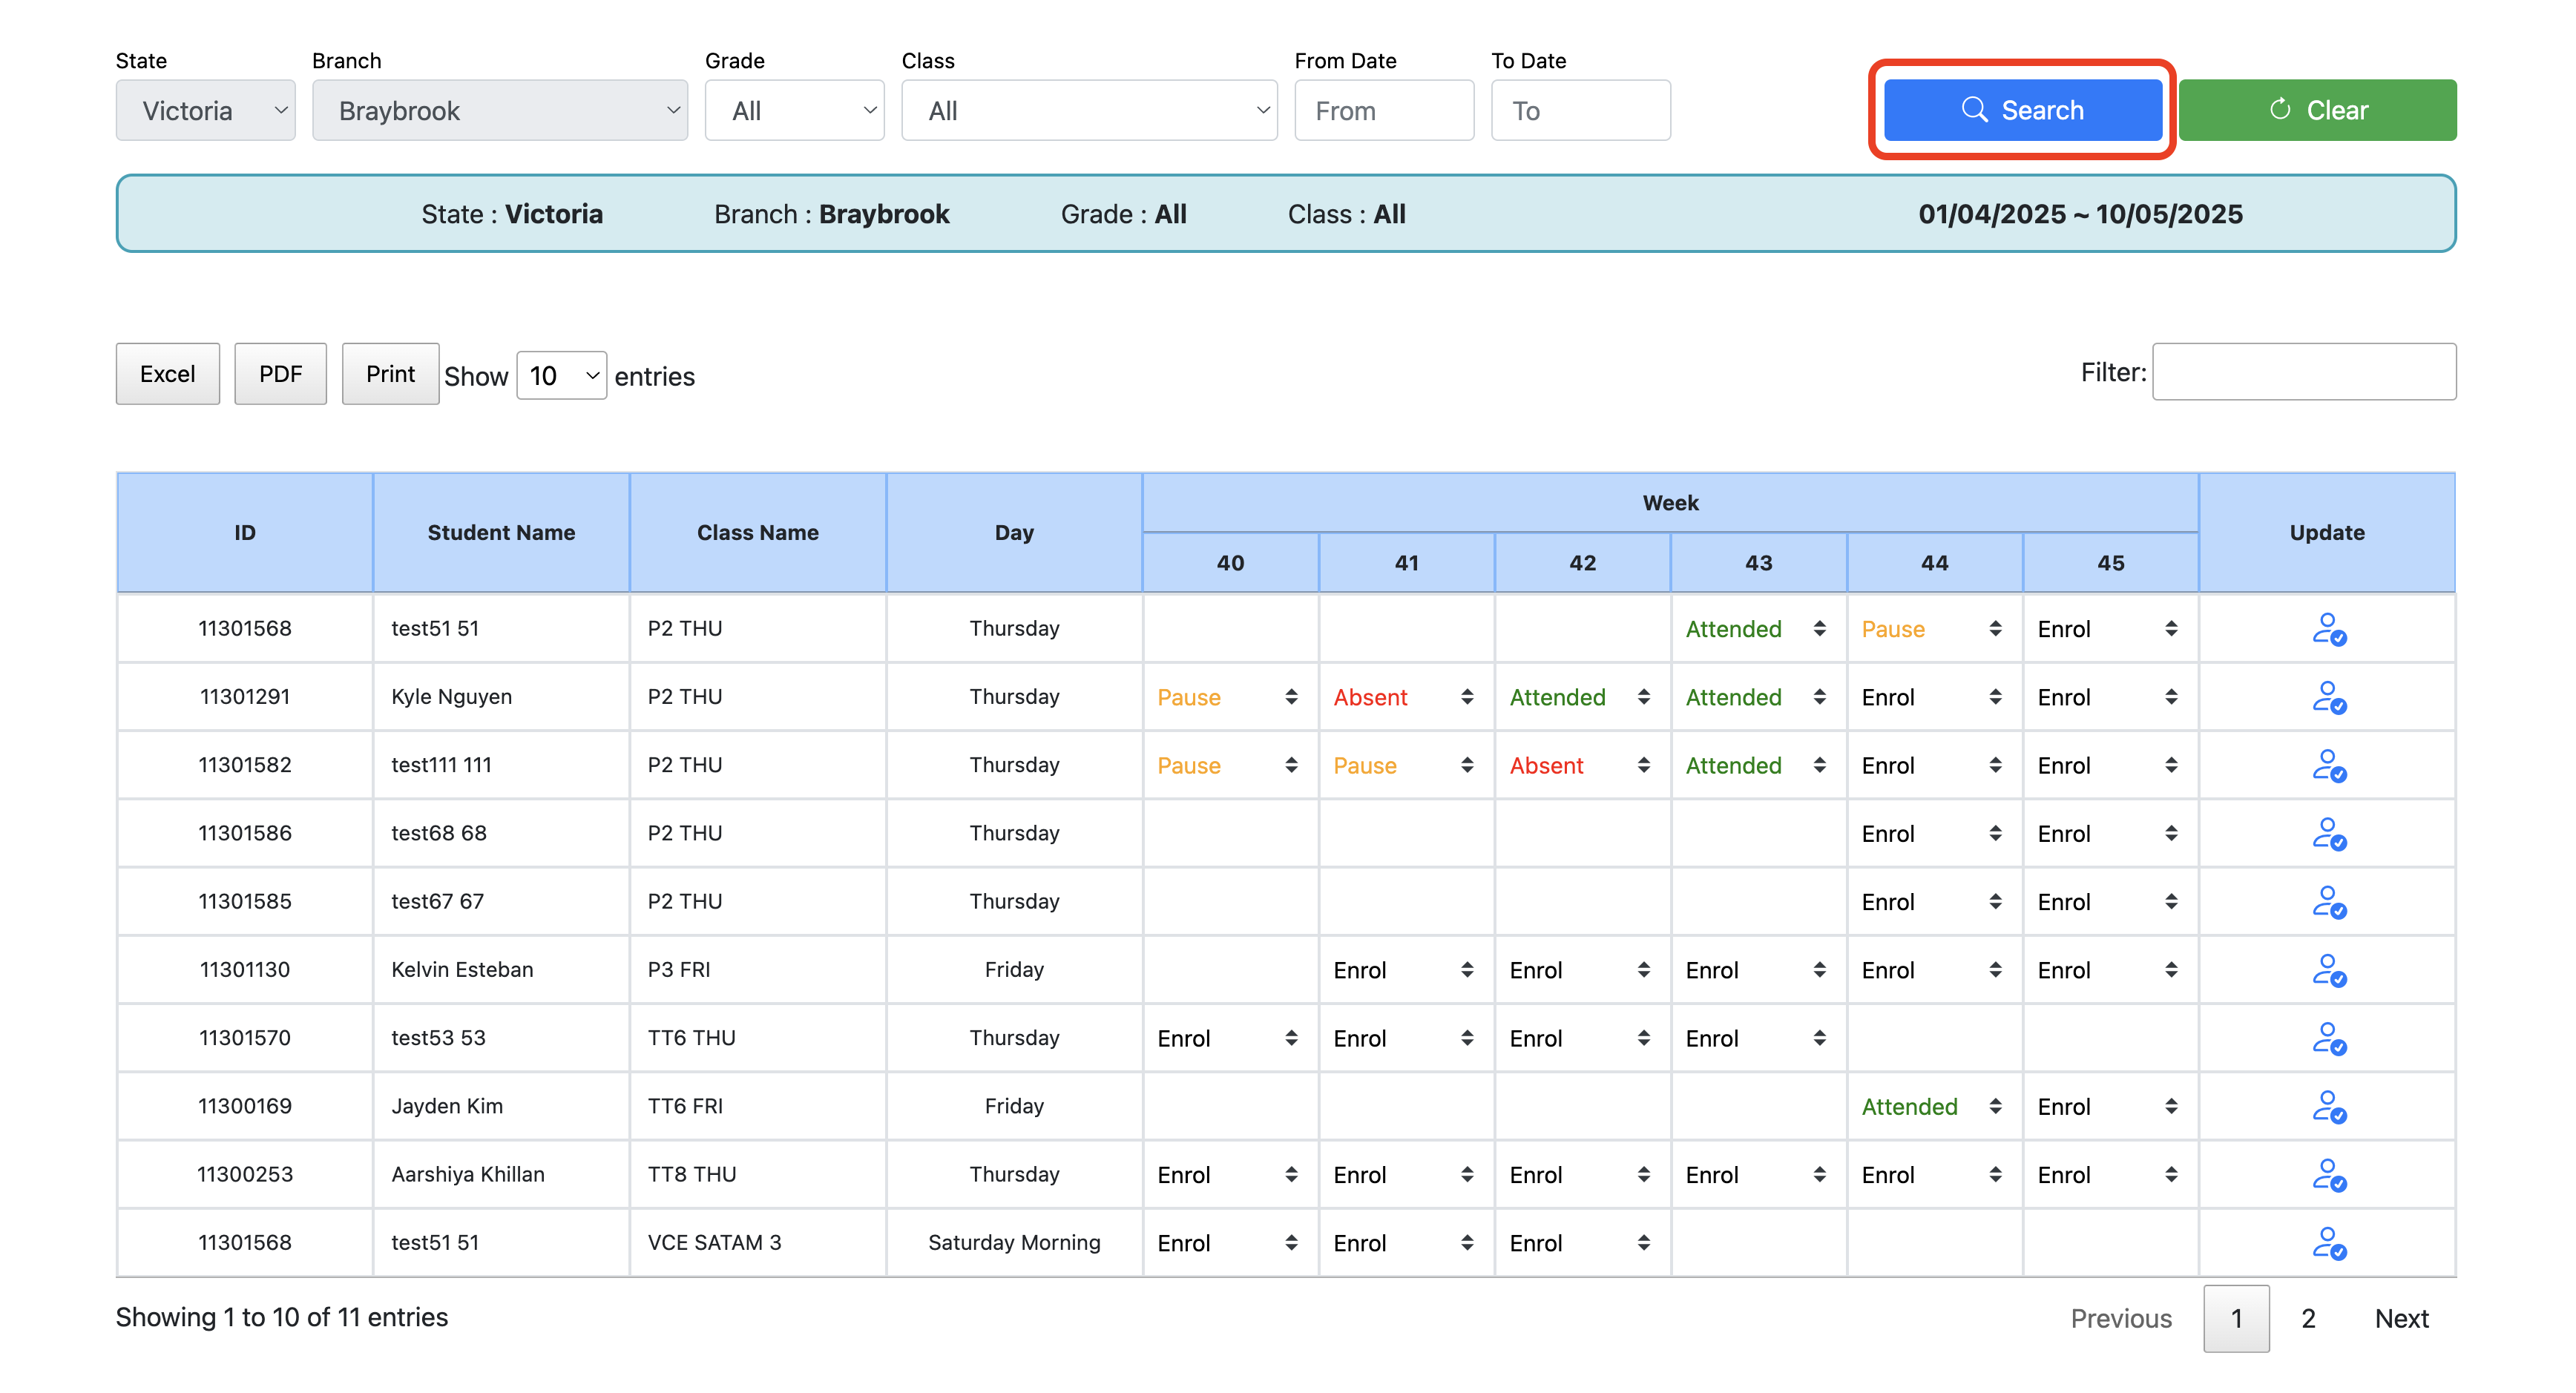 State Branch Grade Class From Date To Date
Victoria Braybrook All All From To Search Clear
State : Victoria Branch : Braybrook Grade : All Class : All 01/04/2025 ~ 10/05/2025
Excel PDF Print Show 10 entries Filter:
ID Student Name Class Name Day Week Update
40 41 42 43 44 45
11301568 test51 51 P2 THU Thursday Attended Pause Enrol
11301291 Kyle Nguyen P2 THU Thursday Pause Absent Attended Attended Enrol Enrol
11301582 test111 111 P2 THU Thursday Pause Pause Absent Attended Enrol Enrol
11301586 test68 68 P2 THU Thursday Enrol Enrol
11301585 test67 67 P2 THU Thursday Enrol Enrol
11301130 Kelvin Esteban P3 FRI Friday Enrol Enrol Enrol Enrol Enrol
11301570 test53 53 TT6 THU Thursday Enrol Enrol Enrol Enrol
11300169 Jayden Kim TT6 FRI Friday Attended Enrol
11300253 Aarshiya Khillan TT8 THU Thursday Enrol Enrol Enrol Enrol Enrol Enrol
11301568 test51 51 VCE SATAM 3 Saturday Morning Enrol Enrol Enrol
Showing 1 to 10 of 11 entries Previous 1 2 Next